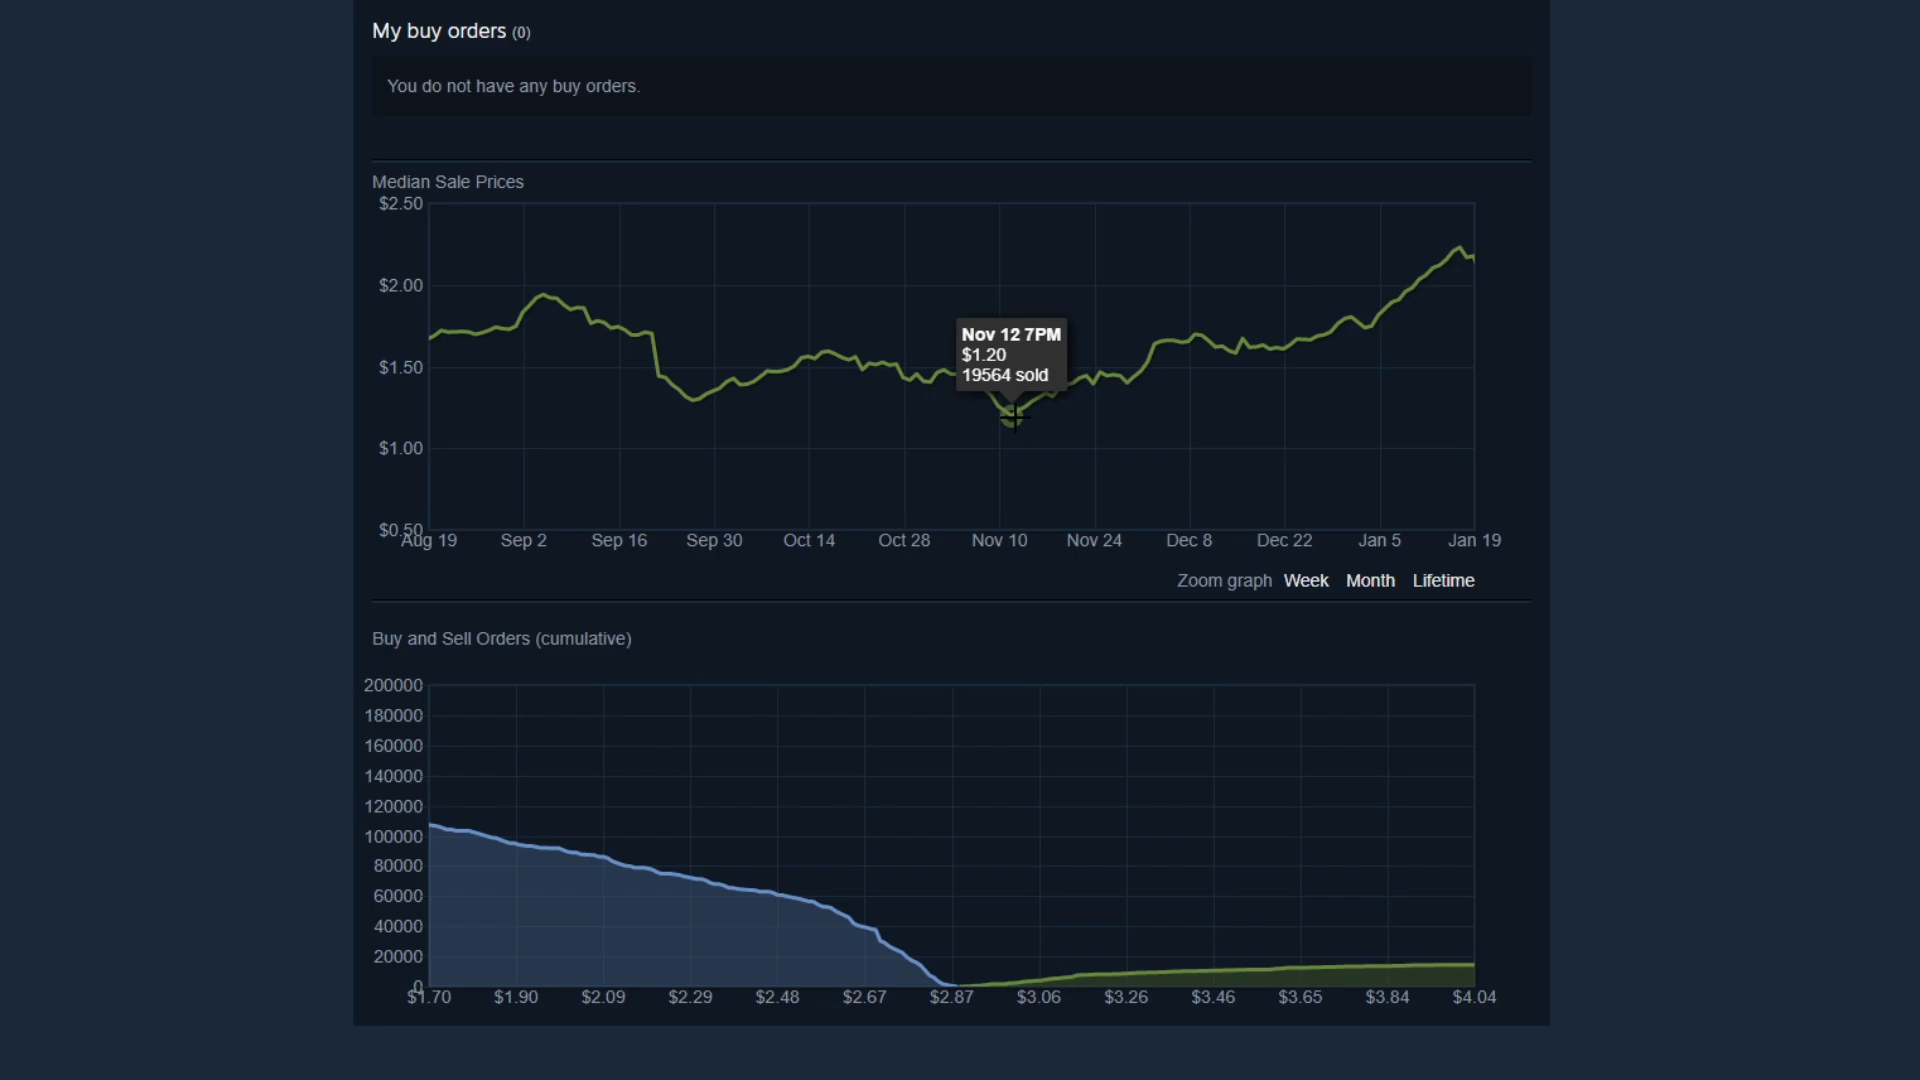 My buy orders (0)
You do not have any buy orders.
Median Sale Prices
$2.50
$2.00
$1.50
$1.00
$0.50
Nov 12 7PM
$1.20
19564 sold
Aug 19 Sep 2 Sep 16 Sep 30 Oct 14 Oct 28 Nov 10 Nov 24 Dec 8 Dec 22 Jan 5 Jan 19
Zoom graph Week Month Lifetime
Buy and Sell Orders (cumulative)
200000
180000
160000
140000
120000
100000
80000
60000
40000
20000
0
$1.70 $1.90 $2.09 $2.29 $2.48 $2.67 $2.87 $3.06 $3.26 $3.46 $3.65 $3.84 $4.04